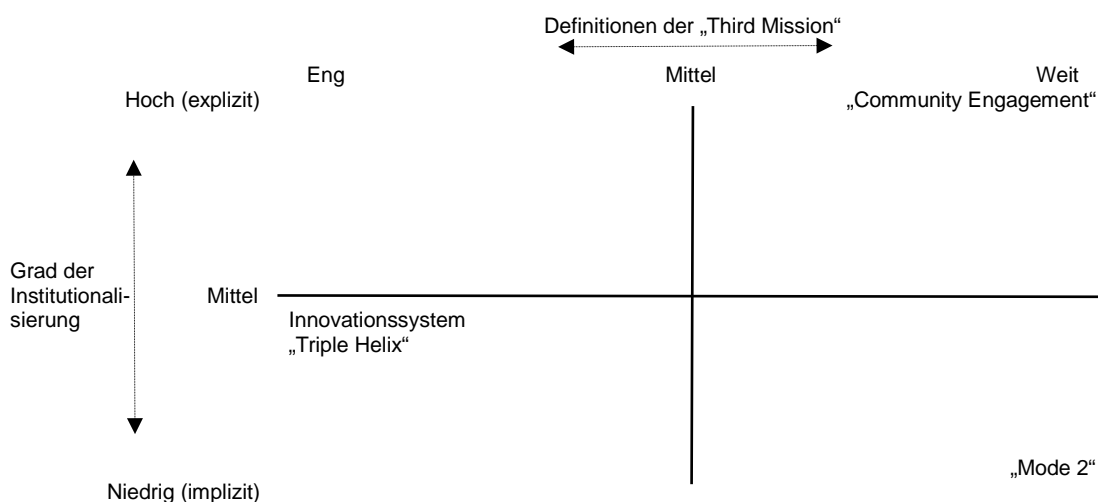 Definitionen der „Third Mission“
Eng
Mittel
Weit
Hoch (explizit)
„Community Engagement“
Grad der
Institutionali-
sierung
Mittel
Innovationssystem
„Triple Helix“
„Mode 2“
Niedrig (implizit)